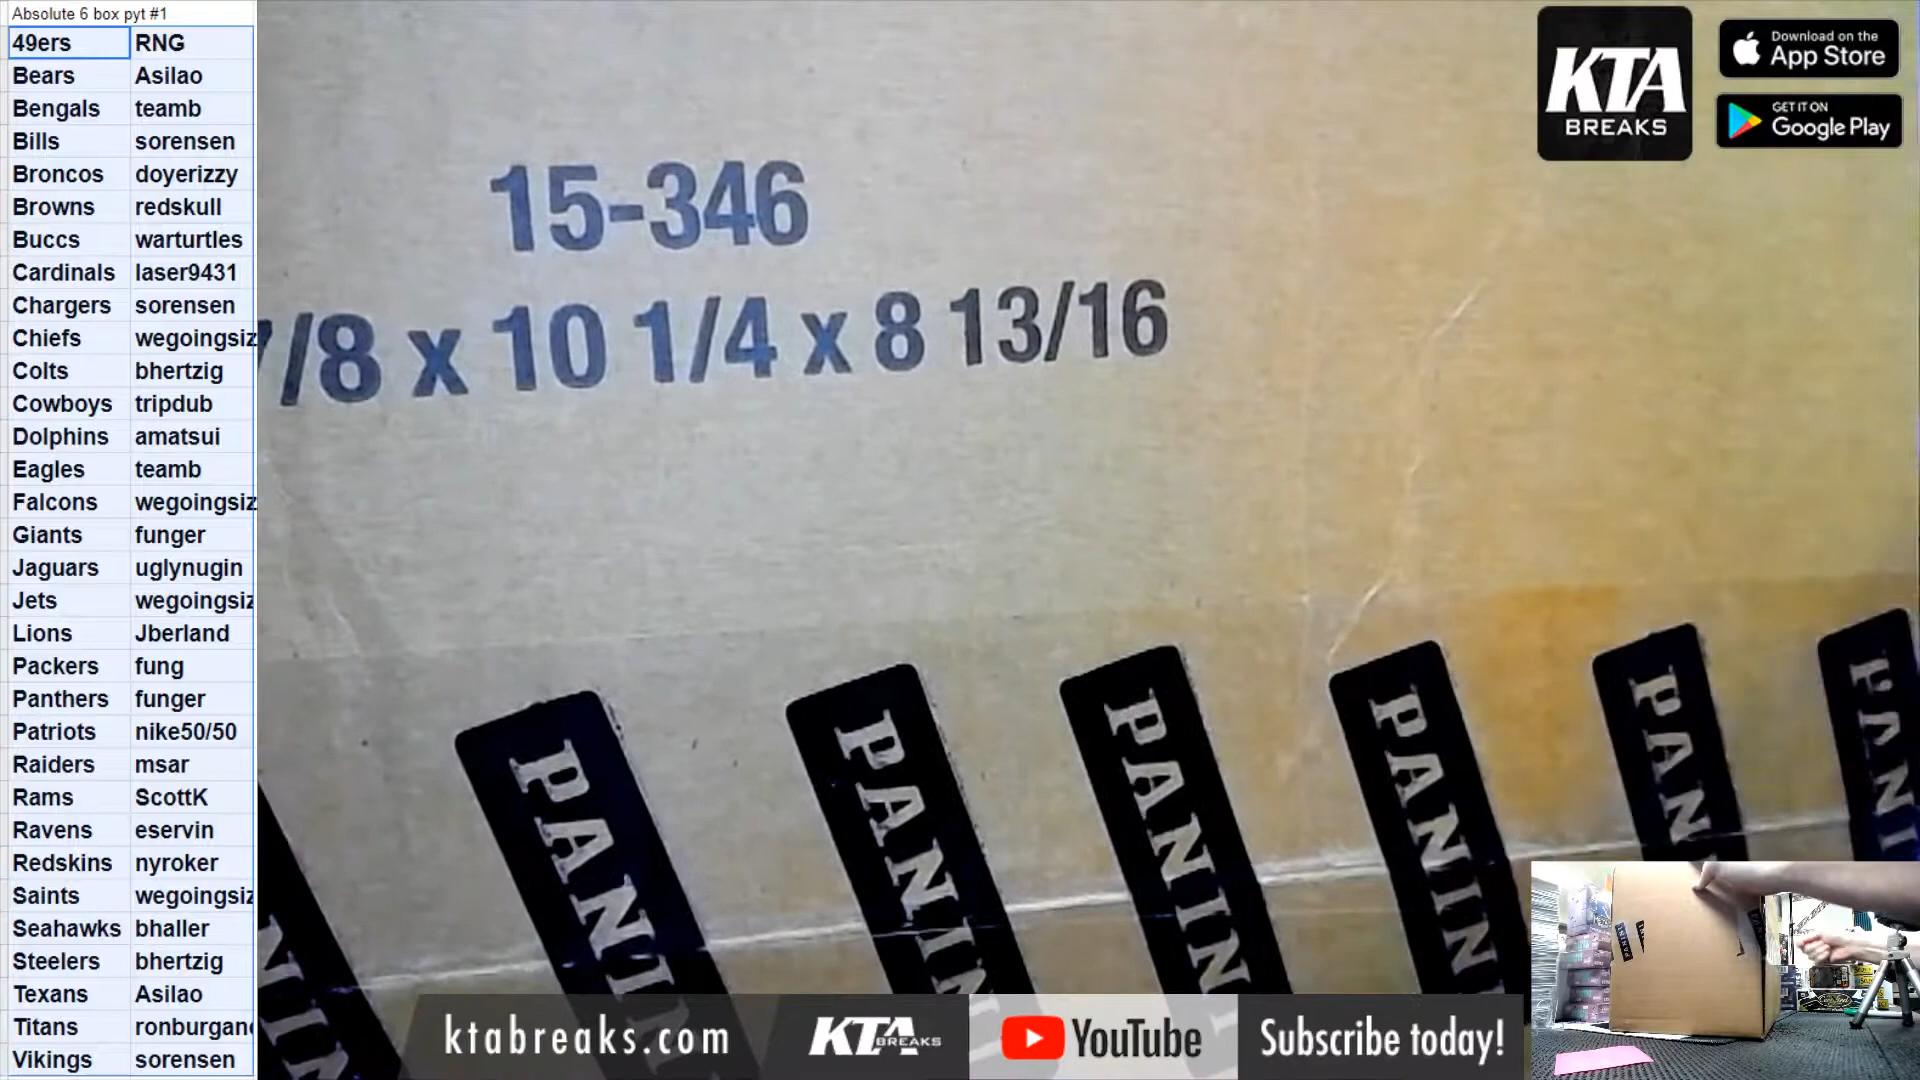 Absolute 6 box pyt #1
49ers RNG
Bears Asilao
Bengals teamb
Bills sorensen
Broncos doyerizzy
Browns redskull
Buccs warturtles
Cardinals laser9431
Chargers sorensen
Chiefs wegoingsiz
Colts bhertzig
Cowboys tripdub
Dolphins amatsui
Eagles teamb
Falcons wegoingsiz
Giants funger
Jaguars uglynugin
Jets wegoingsiz
Lions Jberland
Packers fung
Panthers funger
Patriots nike50/50
Raiders msar
Rams ScottK
Ravens eservin
Redskins nyroker
Saints wegoingsiz
Seahawks bhaller
Steelers bhertzig
Texans Asilao
Titans ronburgand
Vikings sorensen
15-346
7/8 x 10 1/4 x 8 13/16
PANINI
PANINI
PANINI
PANINI
PANIN
PANINI
NINI
KTA
BREAKS
Download on the
App Store
GET IT ON
Google Play
ktabreaks.com
KTA BREAKS
YouTube
Subscribe today!